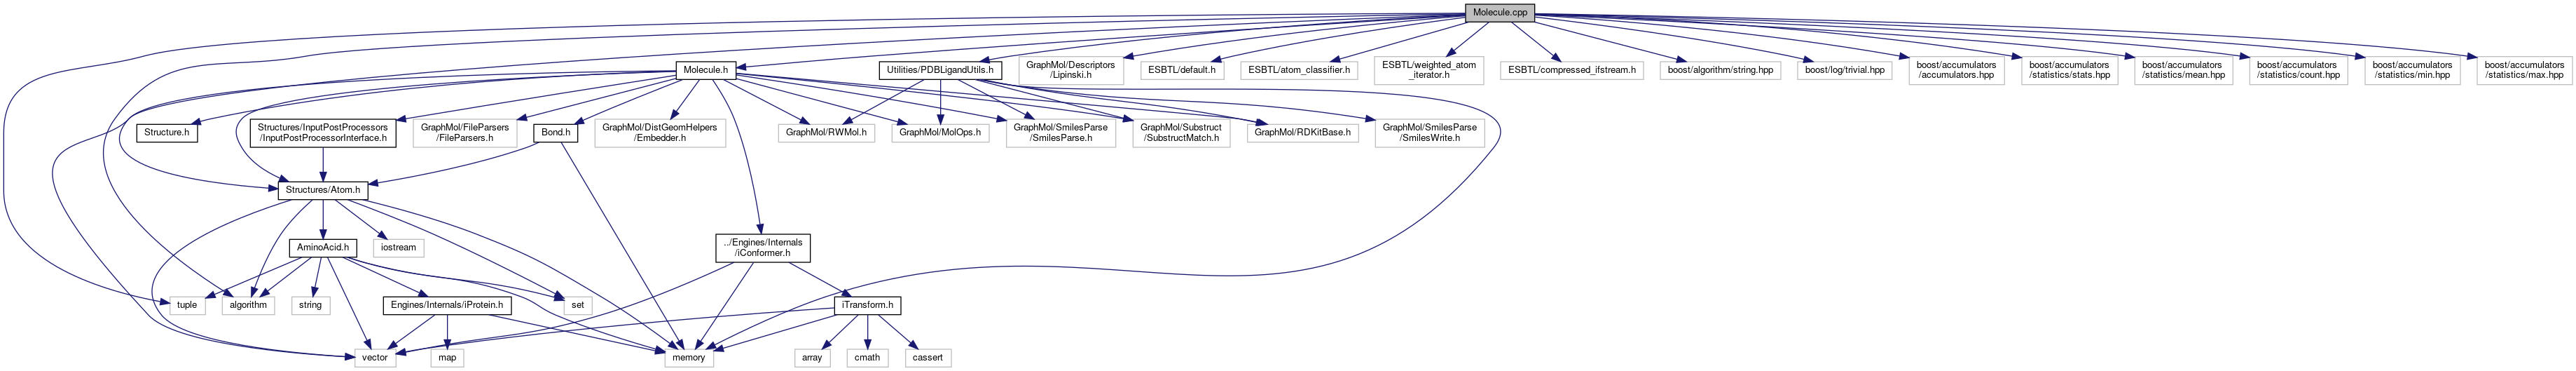 Molecule.cpp
Molecule.h
Utilities/PDBLigandUtils.h
GraphMol/Descriptors
/Lipinski.h
ESBTL/default.h
ESBTL/atom_classifier.h
ESBTL/weighted_atom
_iterator.h
ESBTL/compressed_ifstream.h
boost/algorithm/string.hpp
boost/log/trivial.hpp
boost/accumulators
/accumulators.hpp
boost/accumulators
/statistics/stats.hpp
boost/accumulators
/statistics/mean.hpp
boost/accumulators
/statistics/count.hpp
boost/accumulators
/statistics/min.hpp
boost/accumulators
/statistics/max.hpp
Structure.h
Structures/InputPostProcessors
/InputPostProcessorInterface.h
GraphMol/FileParsers
/FileParsers.h
Bond.h
GraphMol/DistGeomHelpers
/Embedder.h
GraphMol/RWMol.h
GraphMol/MolOps.h
GraphMol/SmilesParse
/SmilesParse.h
GraphMol/Substruct
/SubstructMatch.h
GraphMol/RDKitBase.h
GraphMol/SmilesParse
/SmilesWrite.h
Structures/Atom.h
AminoAcid.h
iostream
../Engines/Internals
/iConformer.h
tuple
algorithm
string
Engines/Internals/iProtein.h
set
iTransform.h
vector
map
memory
array
cmath
cassert